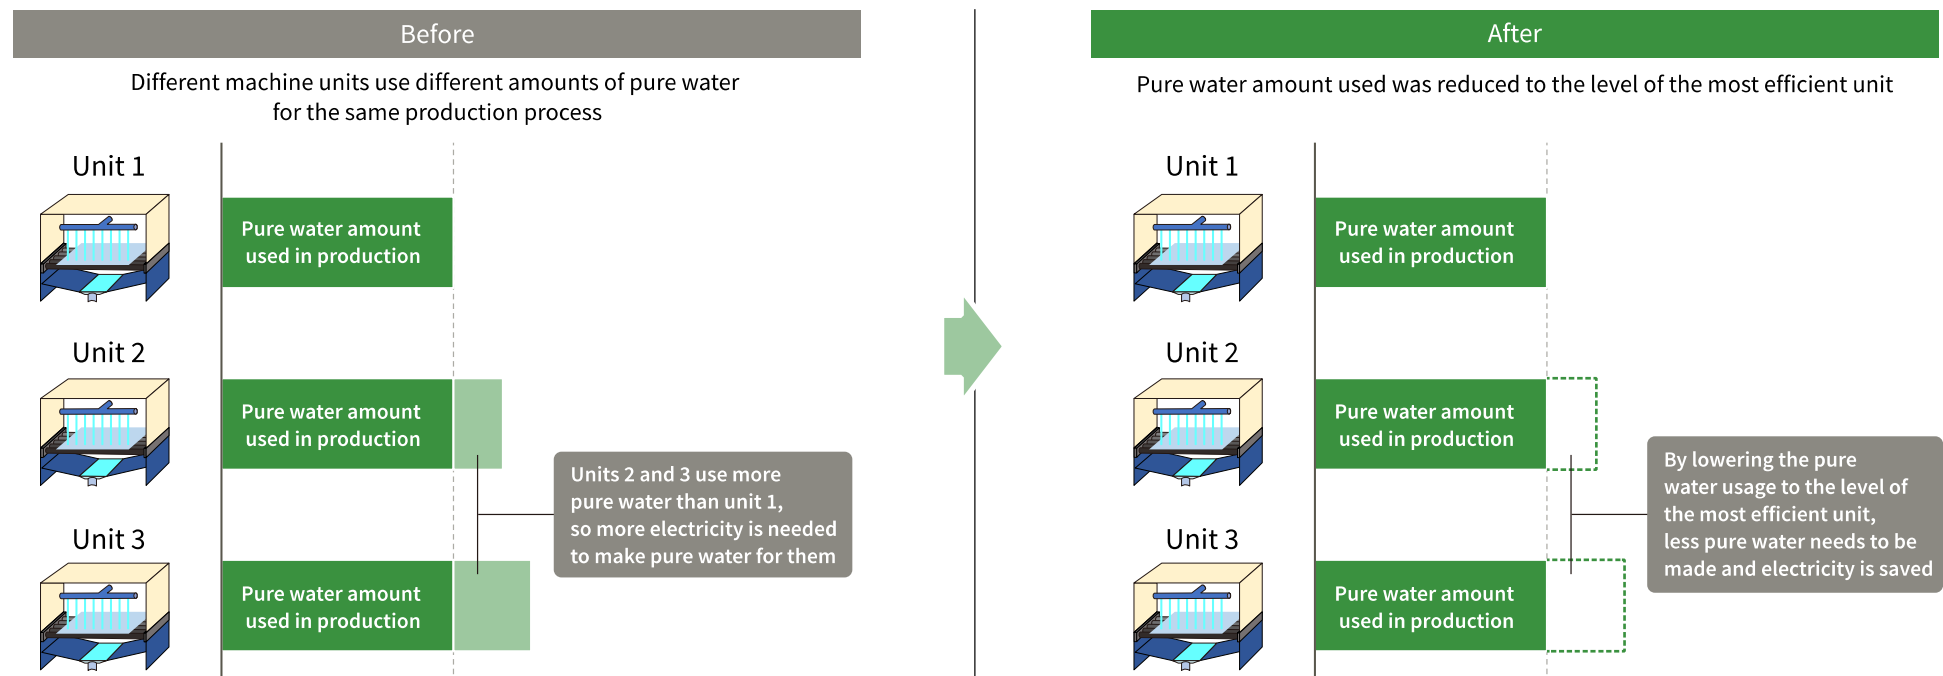 Before
Different machine units use different amounts of pure water
for the same production process
Unit 1
Pure water amount
used in production
Unit 2
Pure water amount
used in production
Units 2 and 3 use more
pure water than unit 1,
so more electricity is needed
to make pure water for them
Unit 3
Pure water amount
used in production
After
Pure water amount used was reduced to the level of the most efficient unit
Unit 1
Pure water amount
used in production
Unit 2
Pure water amount
used in production
By lowering the pure
water usage to the level of
the most efficient unit,
less pure water needs to be
made and electricity is saved
Unit 3
Pure water amount
used in production